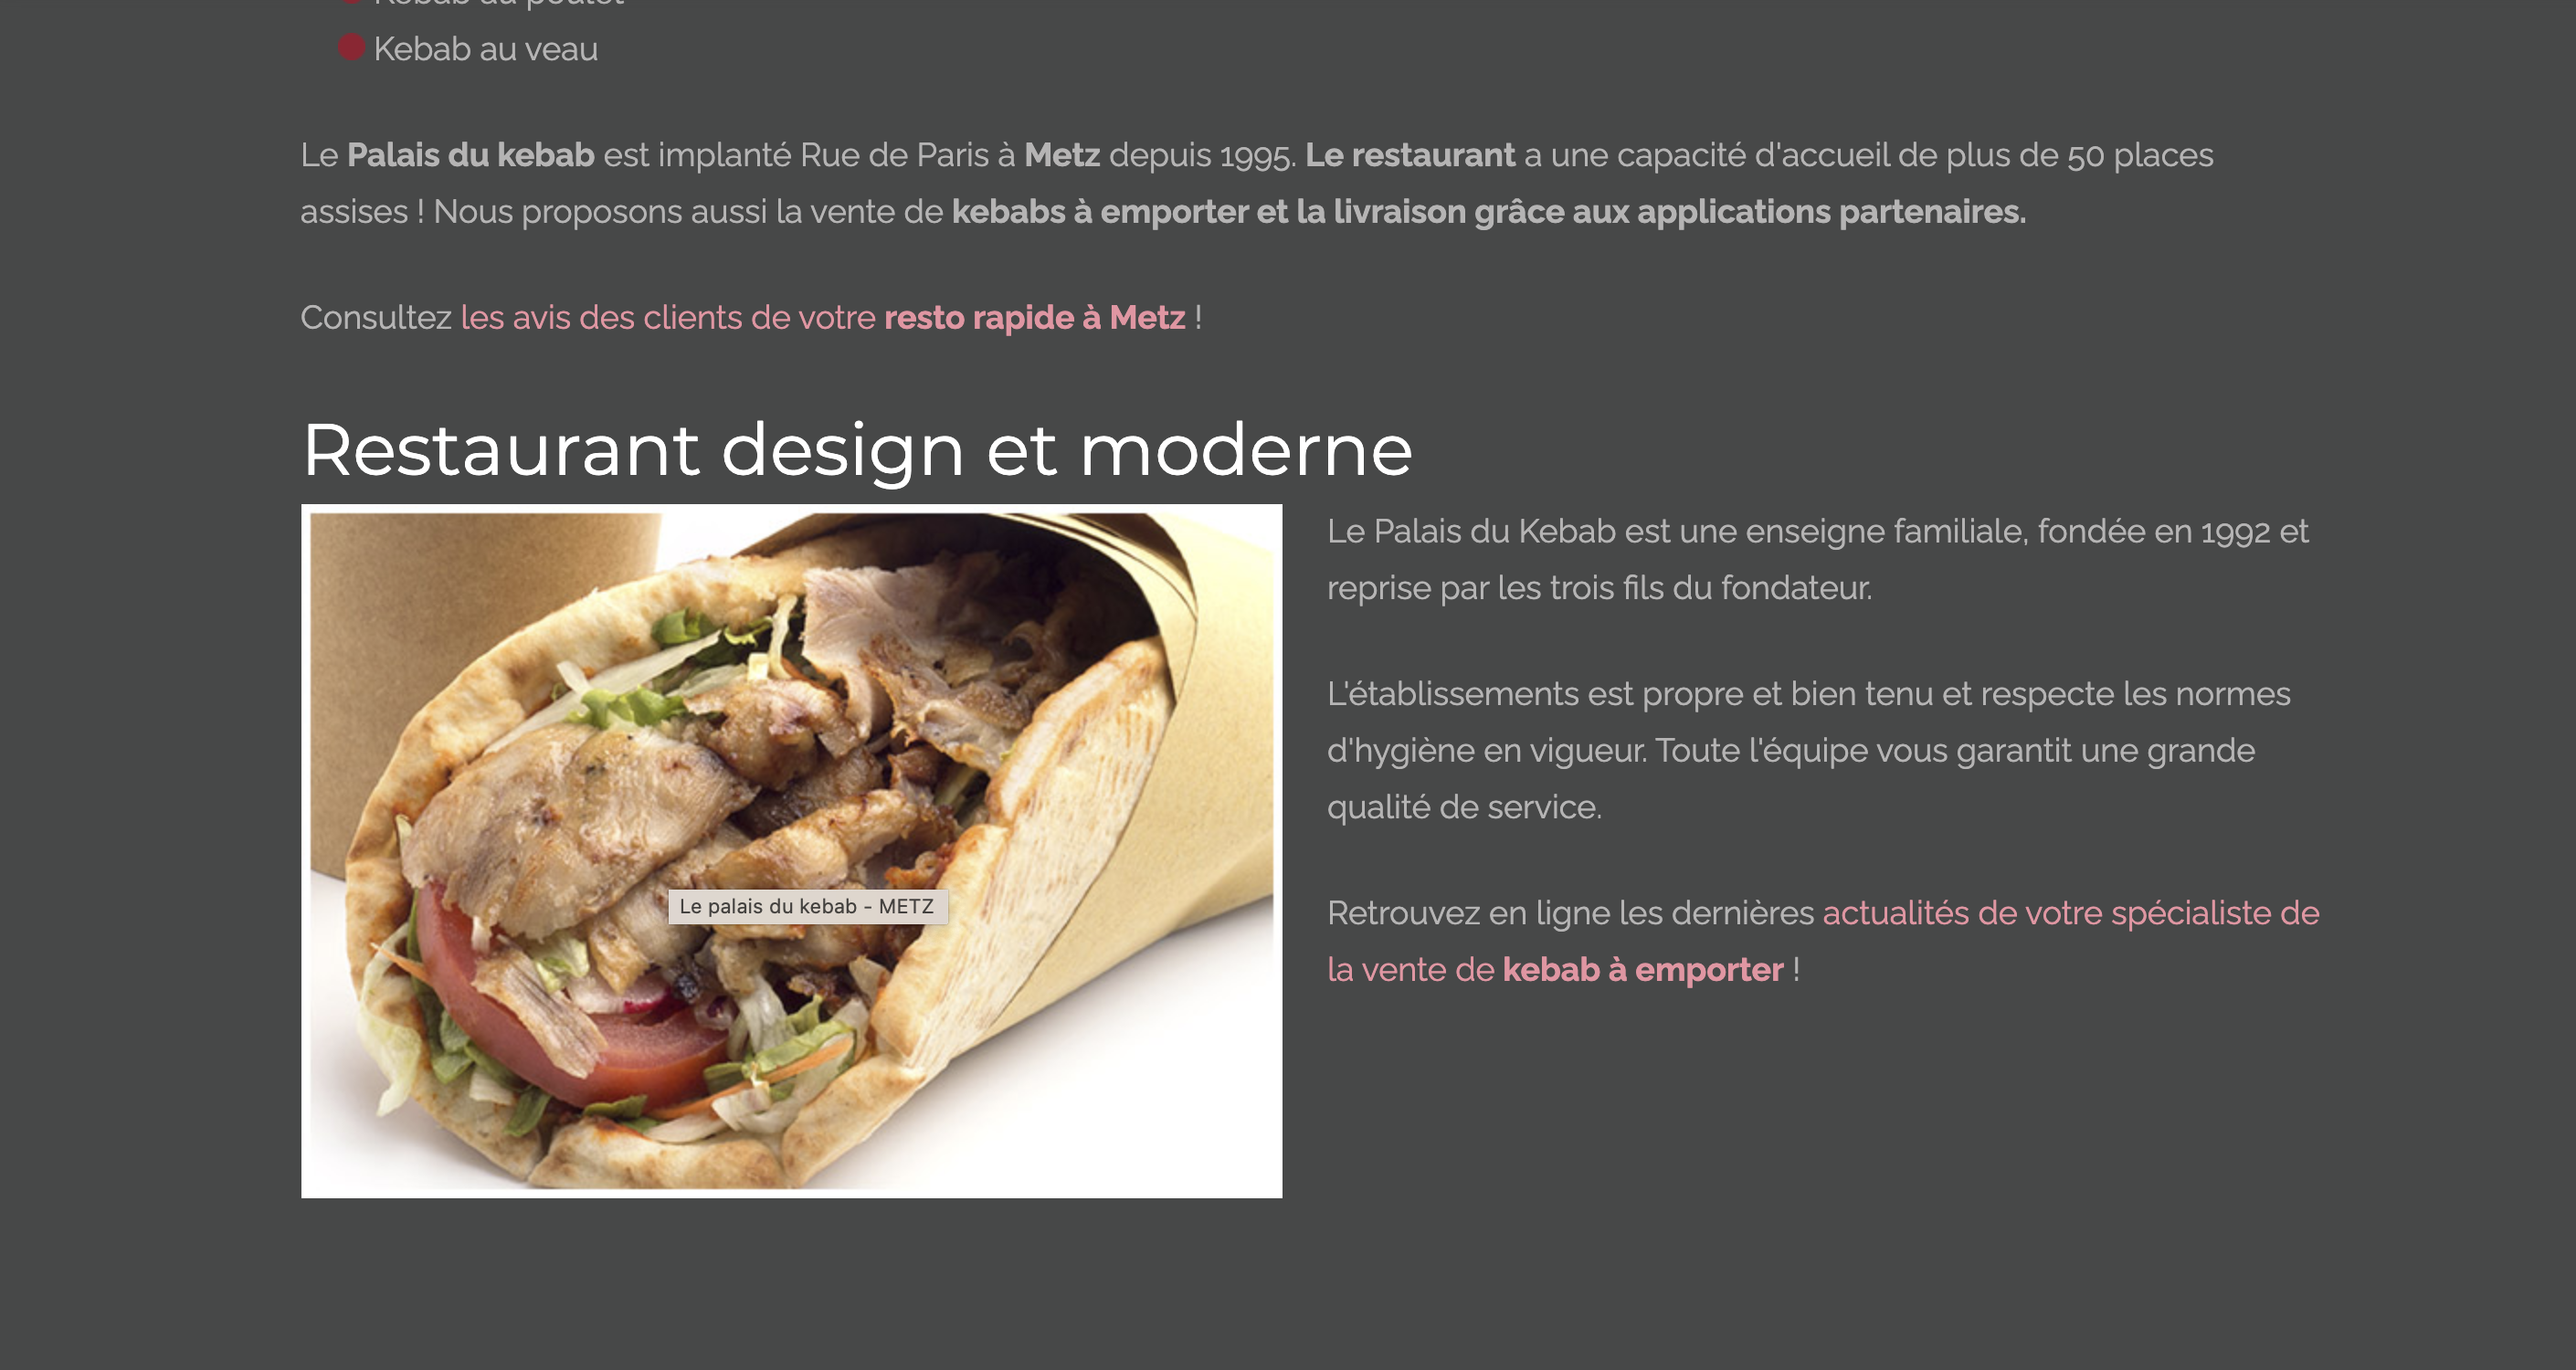 Kebab au poulet
Kebab au veau
Le Palais du kebab est implanté Rue de Paris à Metz depuis 1995. Le restaurant a une capacité d'accueil de plus de 50 places
assises ! Nous proposons aussi la vente de kebabs à emporter et la livraison grâce aux applications partenaires.
Consultez les avis des clients de votre resto rapide à Metz !
Restaurant design et moderne
Le palais du kebab - METZ
Le Palais du Kebab est une enseigne familiale, fondée en 1992 et
reprise par les trois fils du fondateur.
L'établissements est propre et bien tenu et respecte les normes
d'hygiène en vigueur. Toute l'équipe vous garantit une grande
qualité de service.
Retrouvez en ligne les dernières actualités de votre spécialiste de
la vente de kebab à emporter !